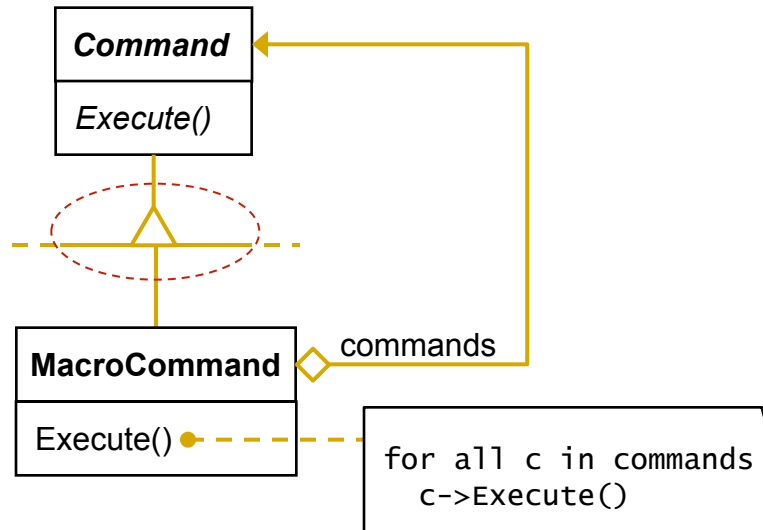 Command
Execute()
commands
MacroCommand
Execute()
for all c in commands
c->Execute()